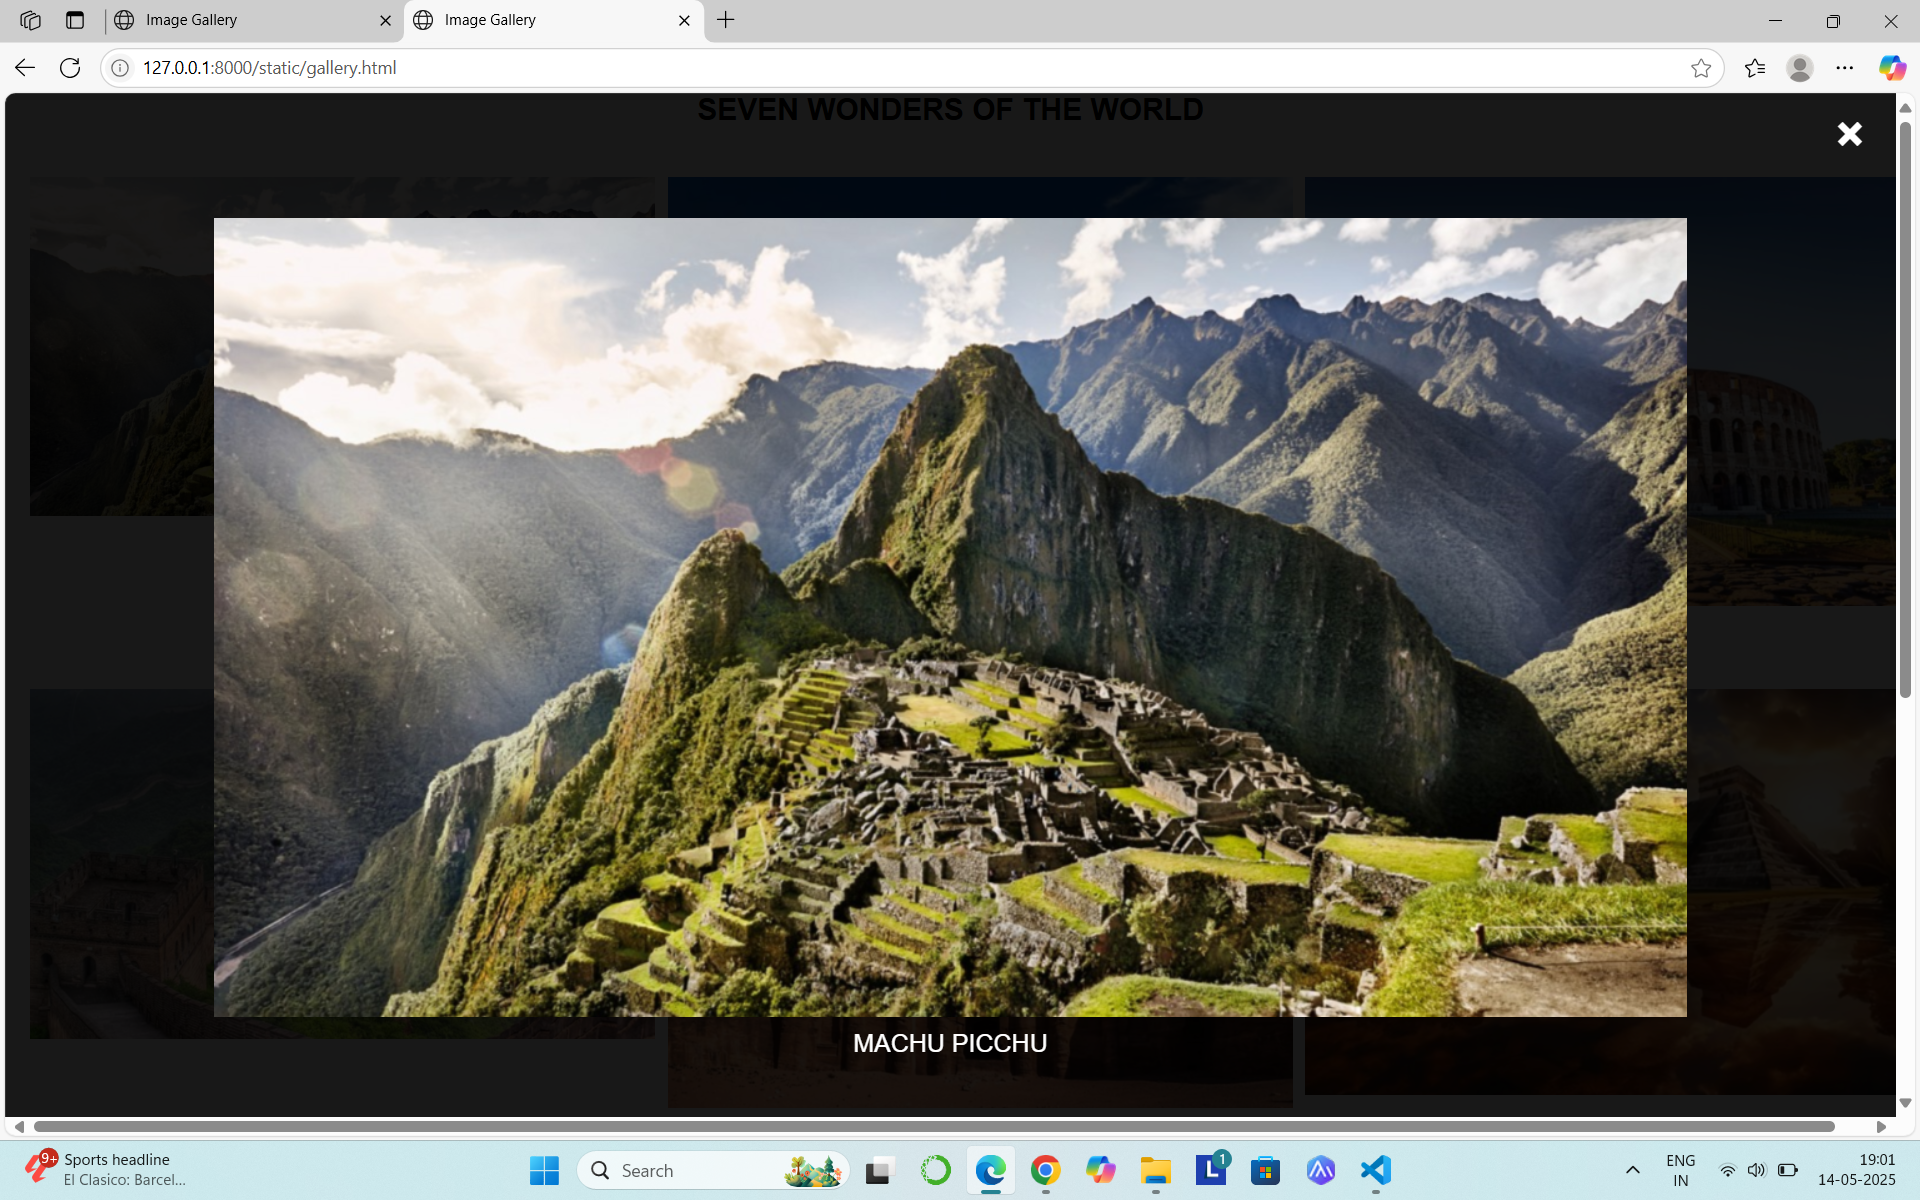 Image Gallery
Image Gallery
127.0.0.1:8000/static/gallery.html
SEVEN WONDERS OF THE WORLD
MACHU PICCHU
9+
Sports headline
El Clasico: Barcel...
Search
L
1
ENG
IN
19:01
14-05-2025